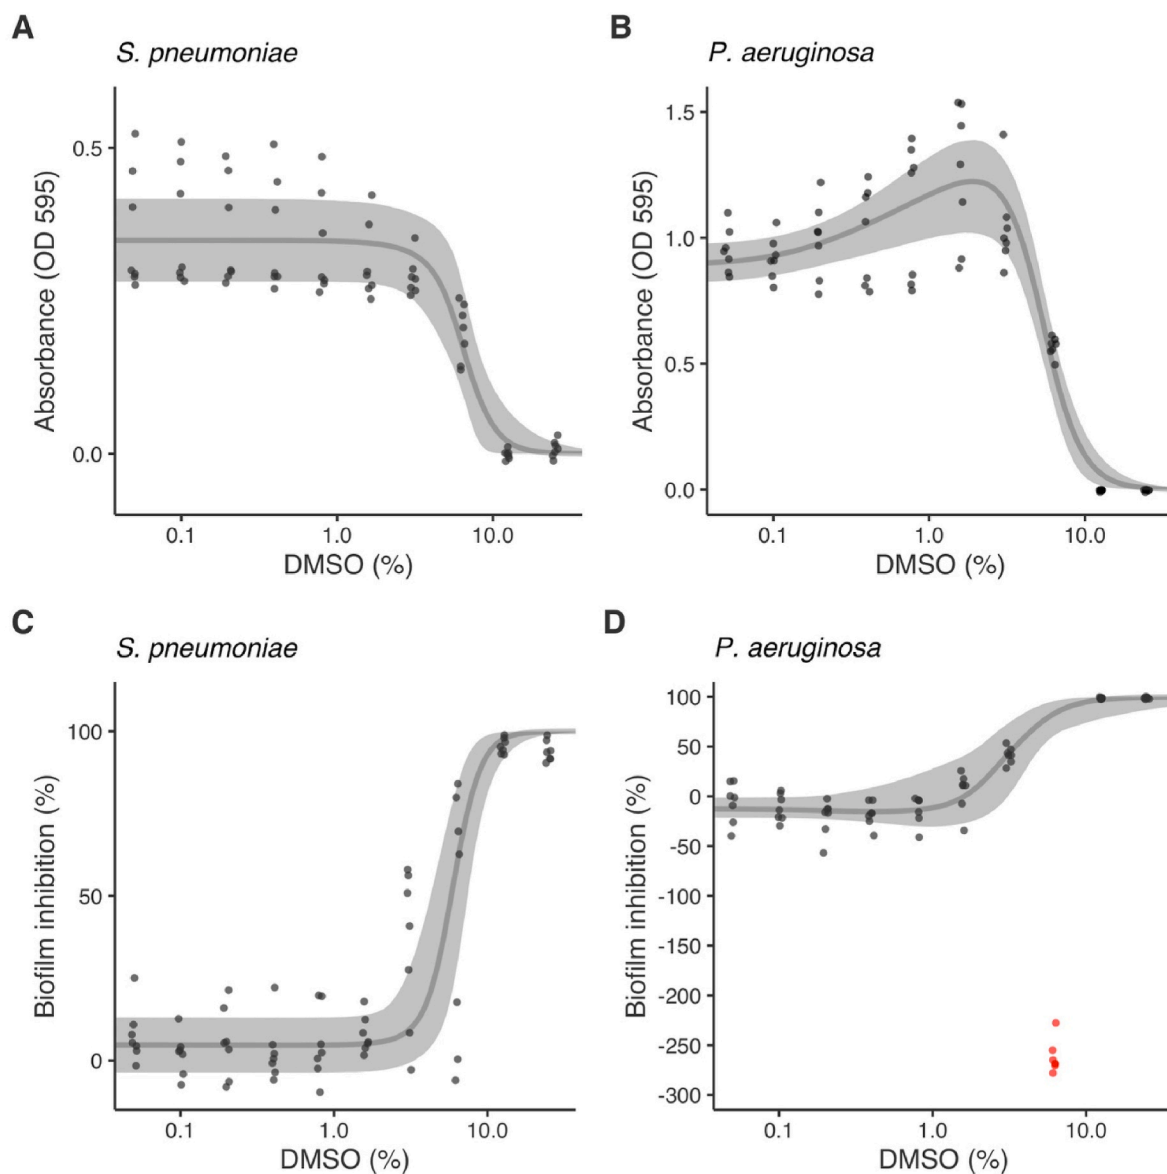 A
S. pneumoniae
Absorbance (OD 595)
0.5
0.0
0.1
1.0
10.0
DMSO (%)
B
P. aeruginosa
Absorbance (OD 595)
1.5
1.0
0.5
0.0
0.1
1.0
10.0
DMSO (%)
C
S. pneumoniae
Biofilm inhibition (%)
100
50
0
0.1
1.0
10.0
DMSO (%)
D
P. aeruginosa
Biofilm inhibition (%)
100
50
0
-50
-100
-150
-200
-250
-300
0.1
1.0
10.0
DMSO (%)